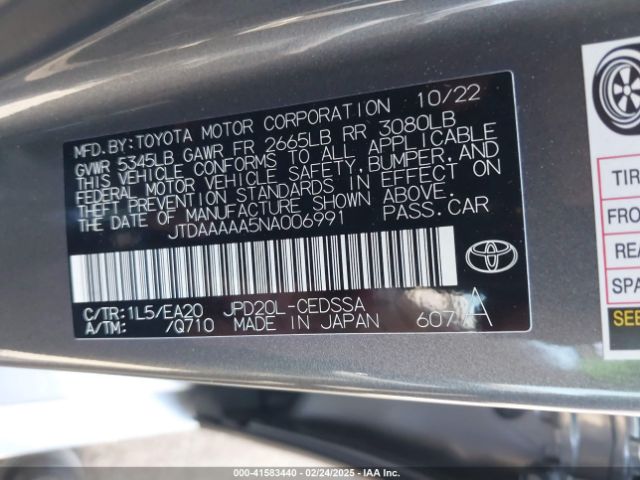 MFD.BY:TOYOTA MOTOR CORPORATION 10/22
GVWR 5345LB GAWR FR 2665LB RR 3080LB
THIS VEHICLE CONFORMS TO ALL APPLICABLE
FEDERAL MOTOR VEHICLE SAFETY,BUMPER,AND
THEFT PREVENTION STANDARDS IN EFFECT ON
THE DATE OF MANUFACTURE SHOWN ABOVE.
JTDAAAAA5NA006991 PASS.CAR
C/TR:1L5/EA20 JPD20L-CEDSSA
A/TM: /Q710 MADE IN JAPAN 607 A
TIR
FRO
REA
SPA
SEE
000-41583440 - 02/24/2025 - IAA Inc.